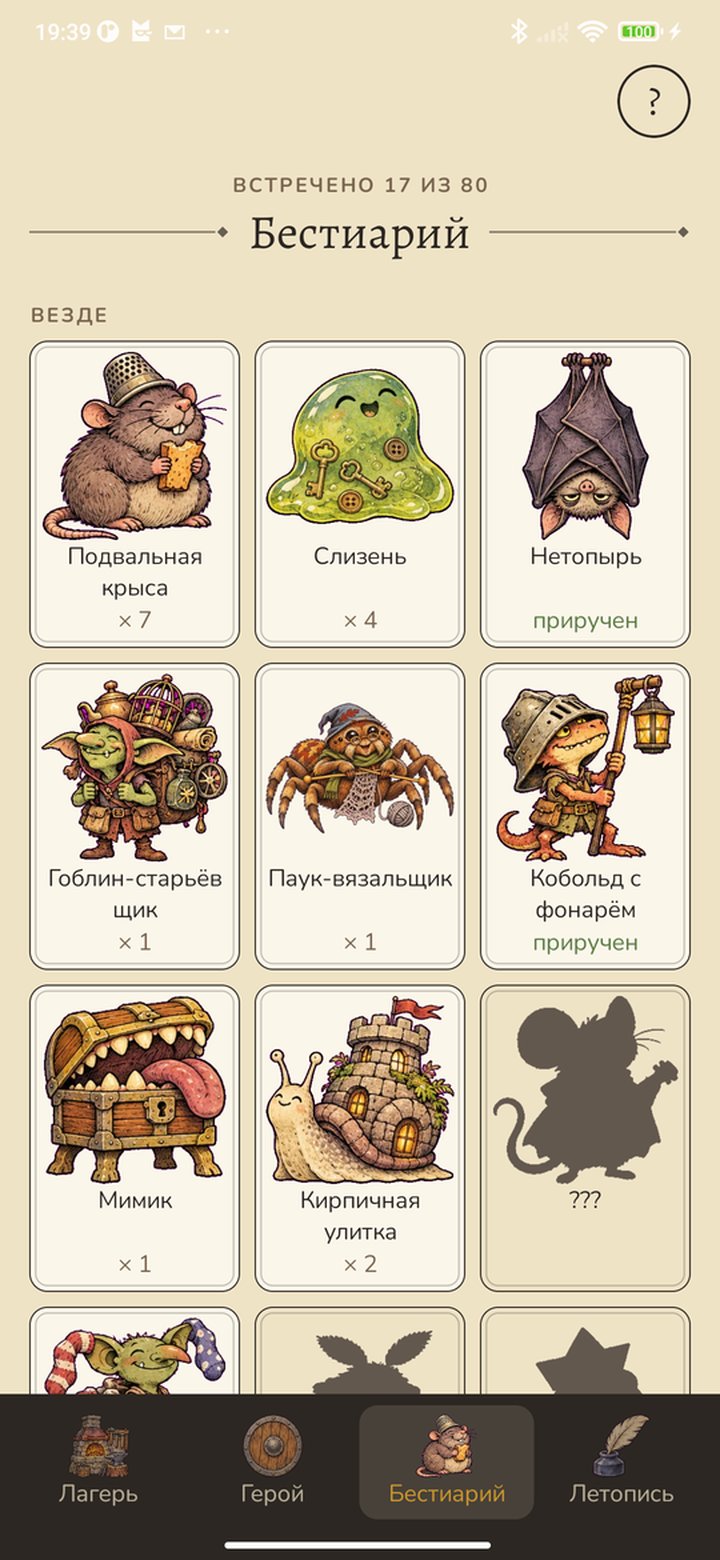 19:39
100
?
ВСТРЕЧЕНО 17 ИЗ 80
Бестиарий
ВЕЗДЕ
Подвальная
крыса
× 7
Слизень
× 4
Нетопырь
приручен
Гоблин-старьёв
щик
× 1
Паук-вязальщик
× 1
Кобольд с
фонарём
приручен
Мимик
× 1
Кирпичная
улитка
× 2
???
Лагерь
Герой
Бестиарий
Летопись